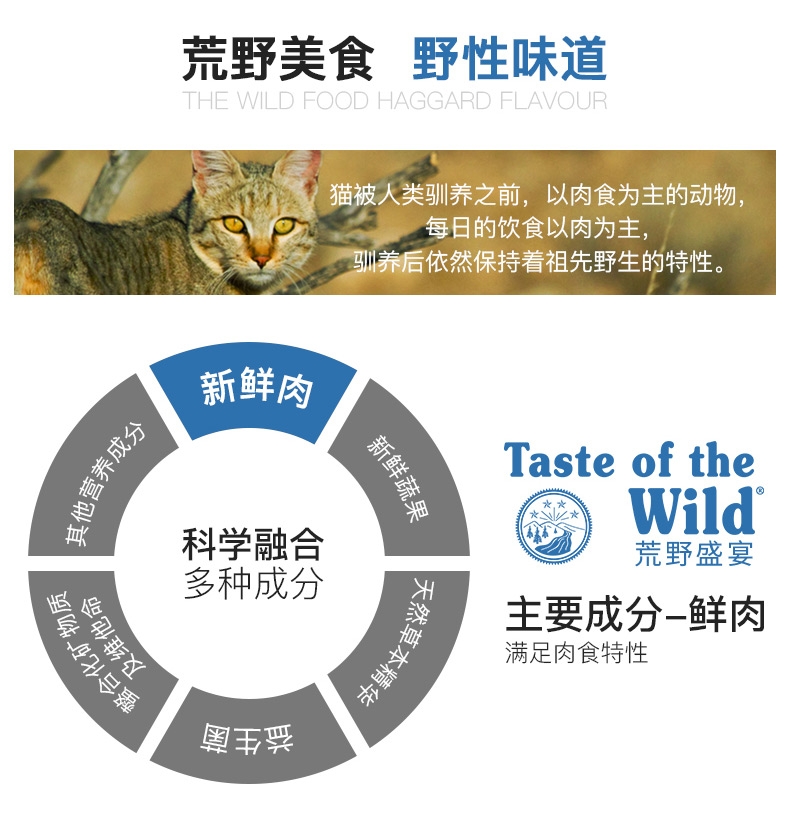 荒野美食 野性味道
THE WILD FOOD HAGGARD FLAVOUR
猫被人类驯养之前，以肉食为主的动物，
每日的饮食以肉为主，
驯养后依然保持着祖先野生的特性。
新鲜肉
新鲜蔬果
天然草本精华
益生菌
螯合化矿物质
及维他命
其他营养成分
科学融合
多种成分
Taste of the
Wild®
荒野盛宴
主要成分–鲜肉
满足肉食特性